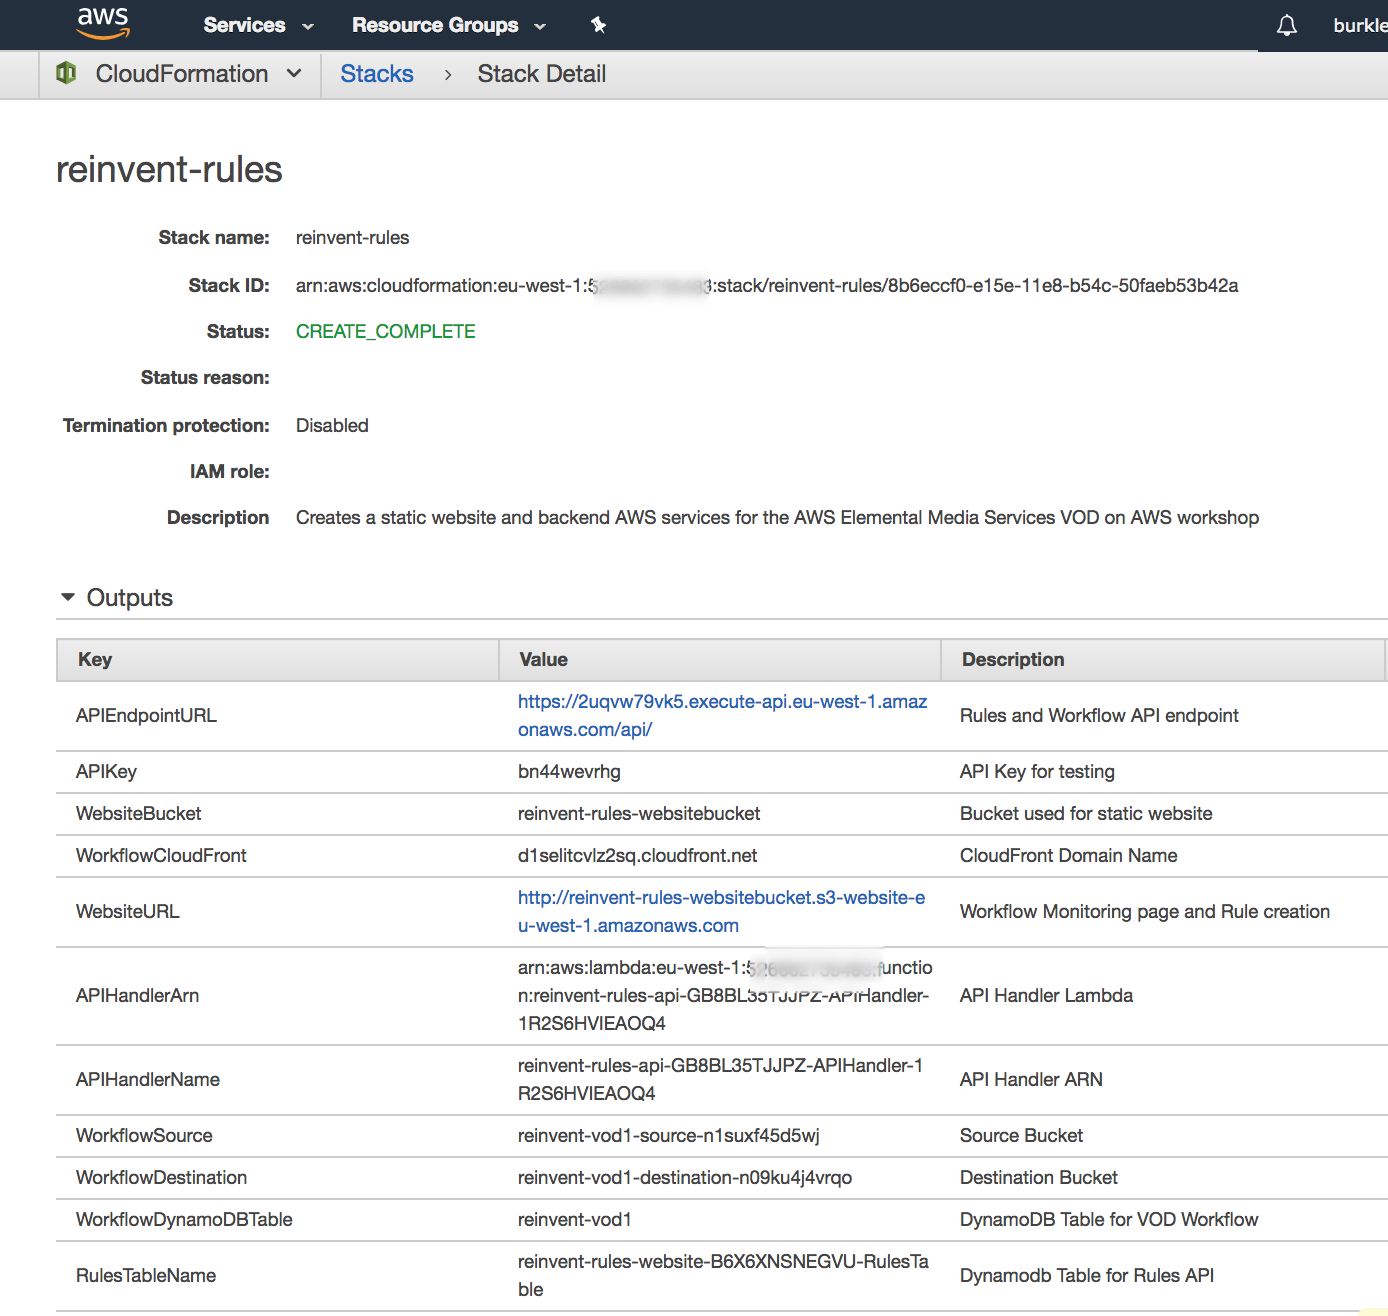 aws Services Resource Groups burkle
CloudFormation Stacks > Stack Detail
reinvent-rules
Stack name: reinvent-rules
Stack ID: arn:aws:cloudformation:eu-west-1: :stack/reinvent-rules/8b6eccf0-e15e-11e8-b54c-50faeb53b42a
Status: CREATE_COMPLETE
Status reason:
Termination protection: Disabled
IAM role:
Description Creates a static website and backend AWS services for the AWS Elemental Media Services VOD on AWS workshop
Outputs
Key Value Description
APIEndpointURL https://2uqvw79vk5.execute-api.eu-west-1.amaz
onaws.com/api/ Rules and Workflow API endpoint
APIKey bn44wevrhg API Key for testing
WebsiteBucket reinvent-rules-websitebucket Bucket used for static website
WorkflowCloudFront d1selitcvlz2sq.cloudfront.net CloudFront Domain Name
WebsiteURL http://reinvent-rules-websitebucket.s3-website-e
u-west-1.amazonaws.com Workflow Monitoring page and Rule creation
APIHandlerArn arn:aws:lambda:eu-west-1: functio
n:reinvent-rules-api-GB8BL35TJJPZ-APIHandler-
1R2S6HVIEAOQ4 API Handler Lambda
APIHandlerName reinvent-rules-api-GB8BL35TJJPZ-APIHandler-1
R2S6HVIEAOQ4 API Handler ARN
WorkflowSource reinvent-vod1-source-n1suxf45d5wj Source Bucket
WorkflowDestination reinvent-vod1-destination-n09ku4j4vrqo Destination Bucket
WorkflowDynamoDBTable reinvent-vod1 DynamoDB Table for VOD Workflow
RulesTableName reinvent-rules-website-B6X6XNSNEGVU-RulesTa
ble Dynamodb Table for Rules API